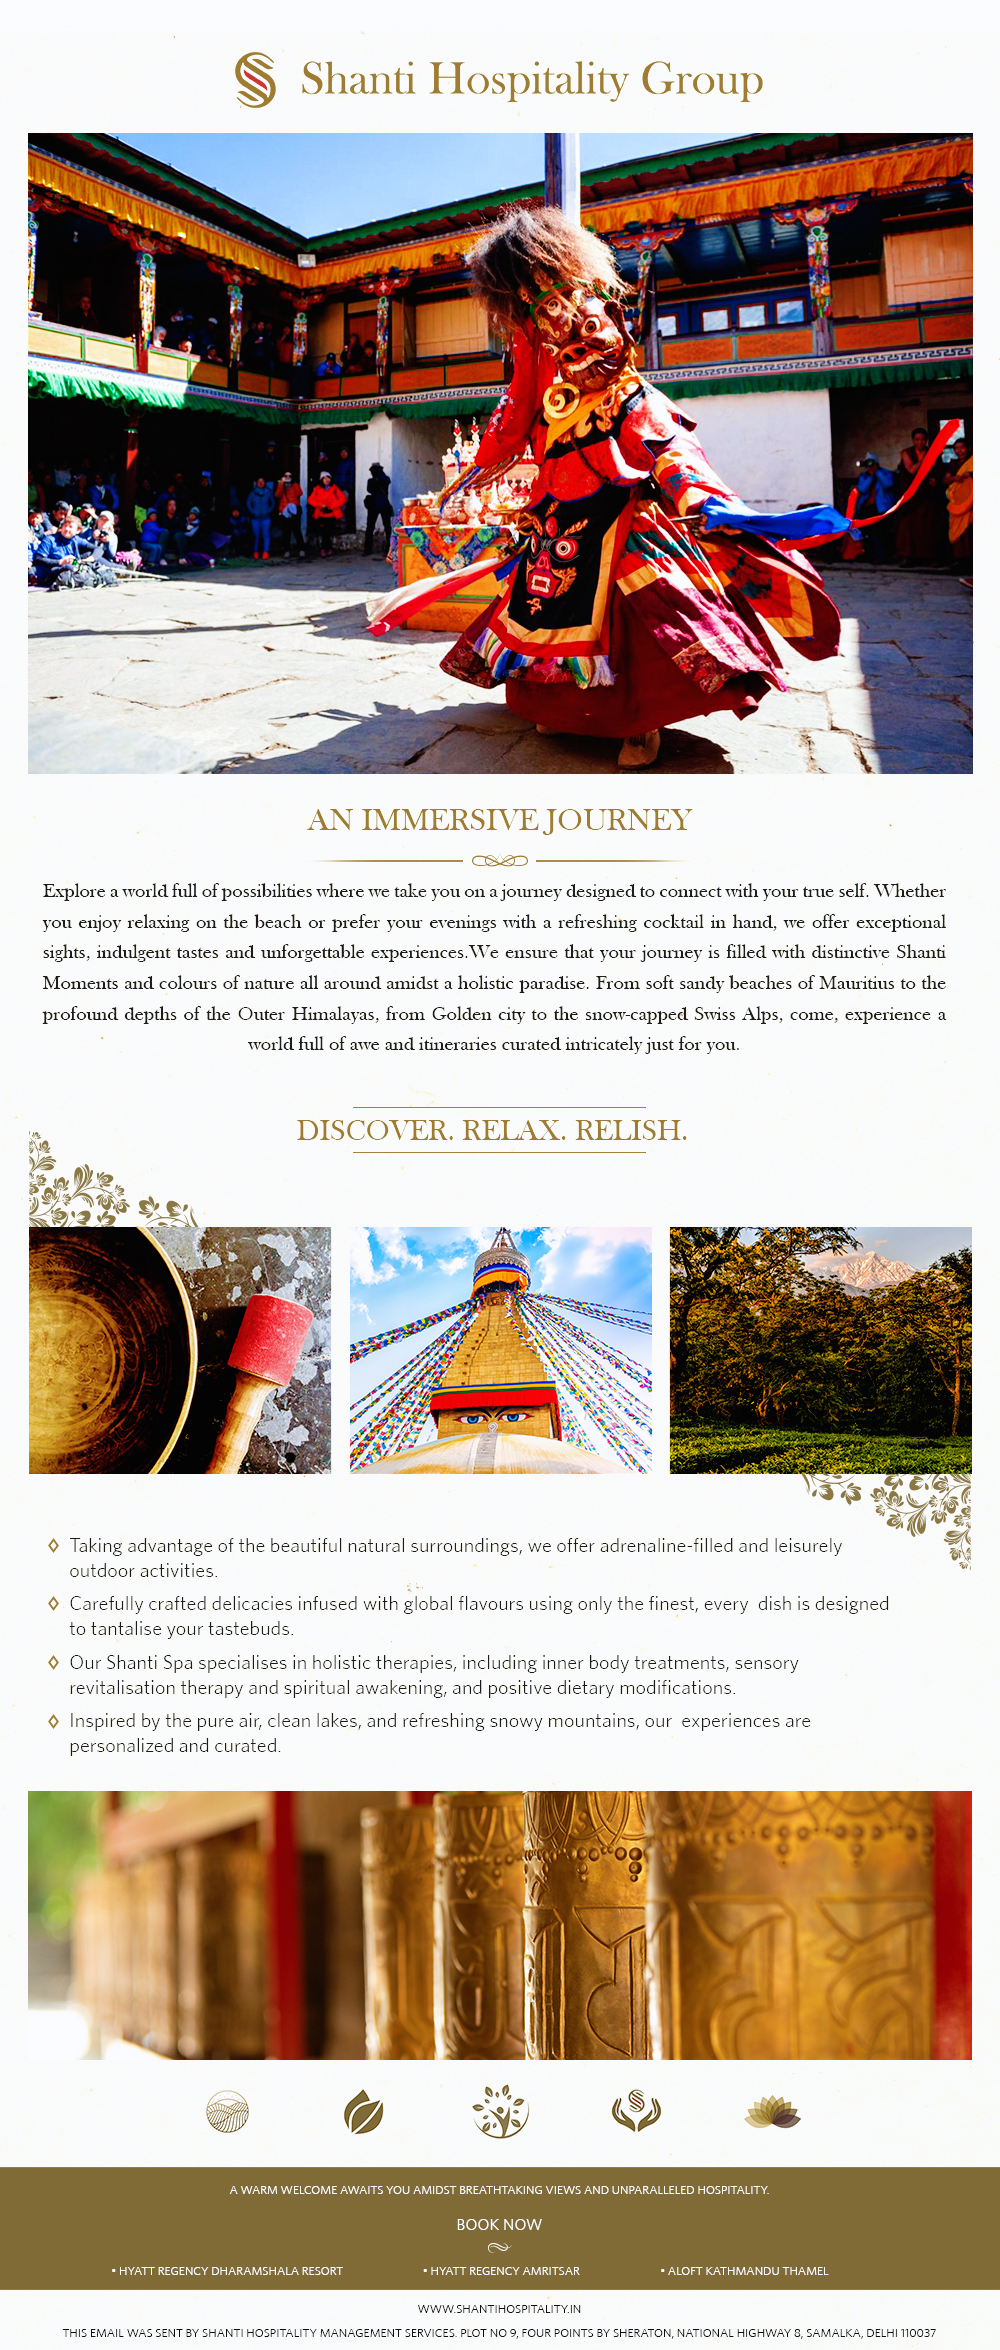 Shanti Hospitality Group
AN IMMERSIVE JOURNEY
Explore a world full of possibilities where we take you on a journey designed to connect with your true self. Whether
you enjoy relaxing on the beach or prefer your evenings with a refreshing cocktail in hand, we offer exceptional
sights, indulgent tastes and unforgettable experiences.We ensure that your journey is filled with distinctive Shanti
Moments and colours of nature all around amidst a holistic paradise. From soft sandy beaches of Mauritius to the
profound depths of the Outer Himalayas, from Golden city to the snow-capped Swiss Alps, come, experience a
world full of awe and itineraries curated intricately just for you.
DISCOVER. RELAX. RELISH.
◊ Taking advantage of the beautiful natural surroundings, we offer adrenaline-filled and leisurely
outdoor activities.
◊ Carefully crafted delicacies infused with global flavours using only the finest, every dish is designed
to tantalise your tastebuds.
◊ Our Shanti Spa specialises in holistic therapies, including inner body treatments, sensory
revitalisation therapy and spiritual awakening, and positive dietary modifications.
◊ Inspired by the pure air, clean lakes, and refreshing snowy mountains, our experiences are
personalized and curated.
A WARM WELCOME AWAITS YOU AMIDST BREATHTAKING VIEWS AND UNPARALLELED HOSPITALITY.
BOOK NOW
• HYATT REGENCY DHARAMSHALA RESORT • HYATT REGENCY AMRITSAR • ALOFT KATHMANDU THAMEL
WWW.SHANTIHOSPITALITY.IN
THIS EMAIL WAS SENT BY SHANTI HOSPITALITY MANAGEMENT SERVICES. PLOT NO 9, FOUR POINTS BY SHERATON, NATIONAL HIGHWAY 8, SAMALKA, DELHI 110037